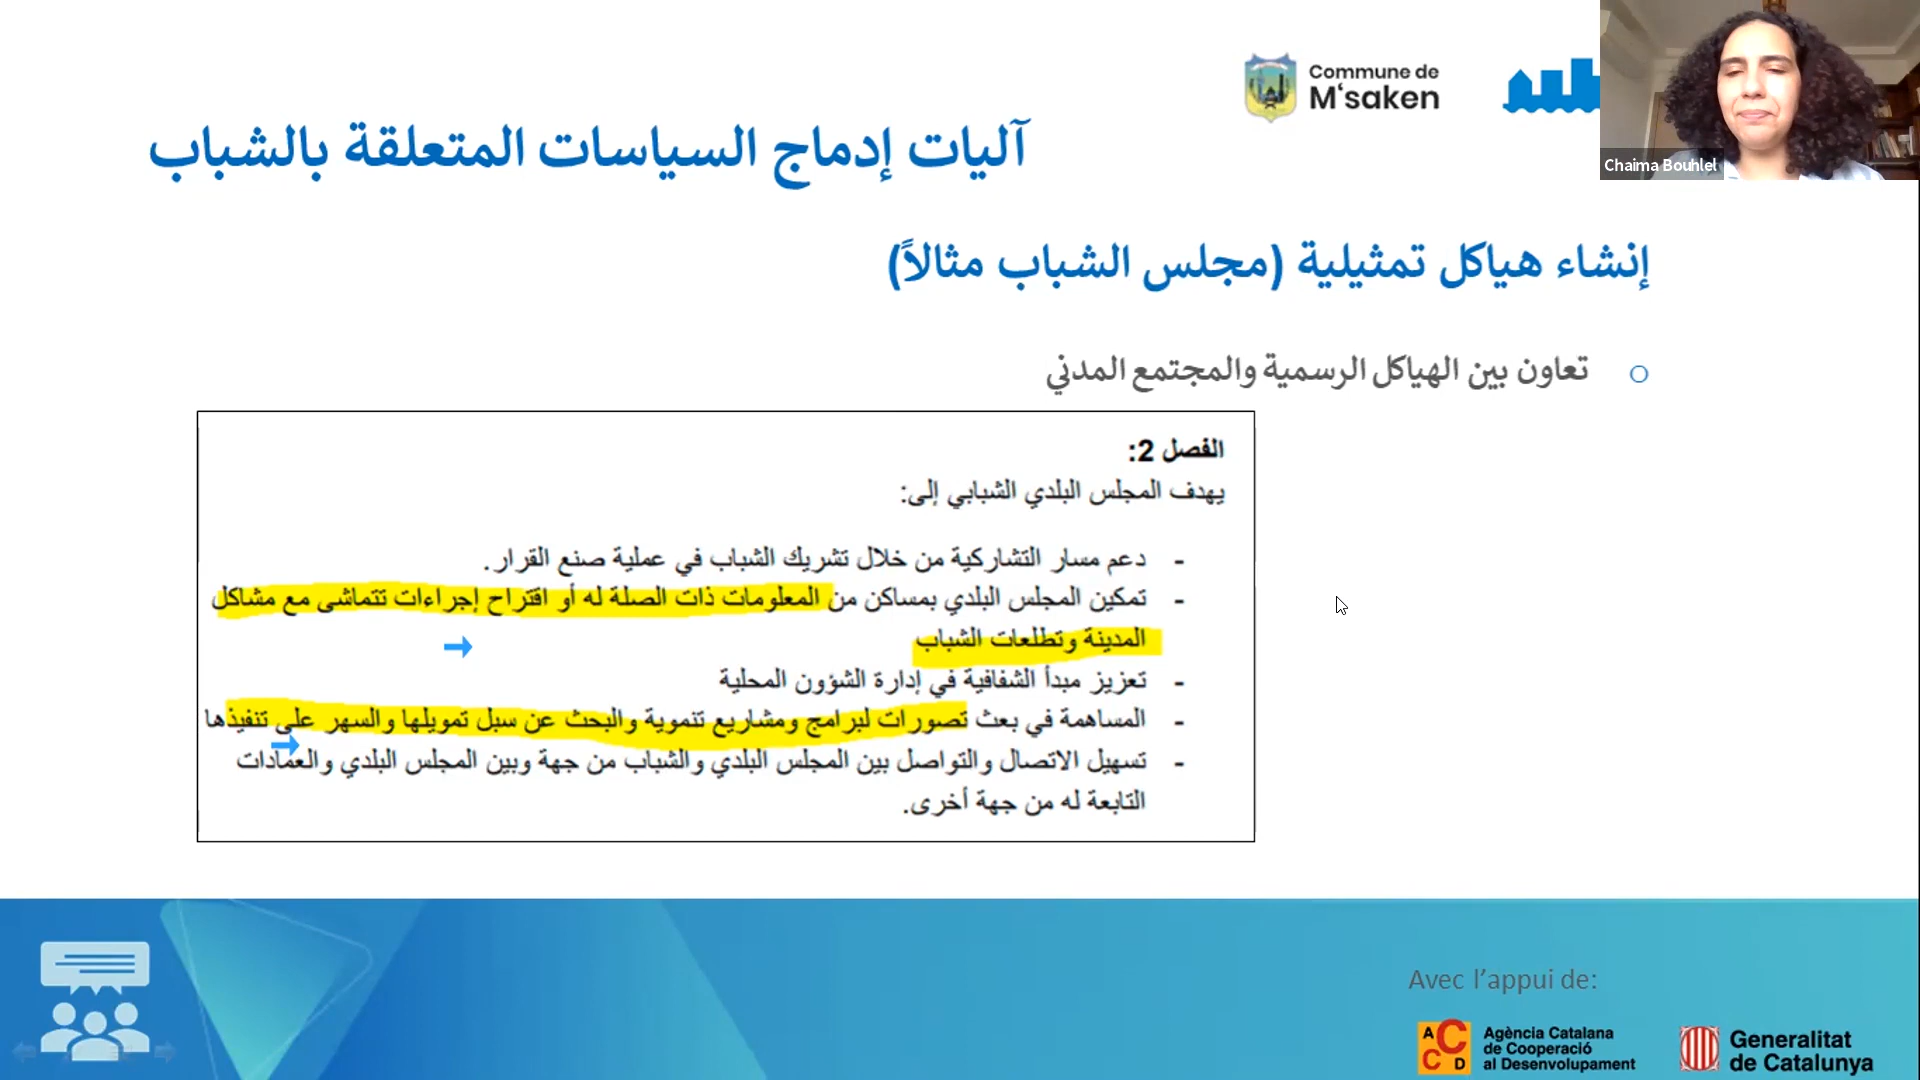 Commune de
M‘saken
Chaima Bouhlel
آليات إدماج السياسات المتعلقة بالشباب
إنشاء هياكل تمثيلية (مجلس الشباب مثالاً)
تعاون بين الهياكل الرسمية والمجتمع المدني
الفصل 2:
يهدف المجلس البلدي الشبابي إلى:
- دعم مسار التشاركية من خلال تشريك الشباب في عملية صنع القرار.
- تمكين المجلس البلدي بمساكن من المعلومات ذات الصلة له أو اقتراح إجراءات تتماشى مع مشاكل
المدينة وتطلعات الشباب
- تعزيز مبدأ الشفافية في إدارة الشؤون المحلية
- المساهمة في بعث تصورات لبرامج ومشاريع تنموية والبحث عن سبل تمويلها والسهر على تنفيذها
- تسهيل الاتصال والتواصل بين المجلس البلدي والشباب من جهة وبين المجلس البلدي والعمادات
التابعة له من جهة أخرى.
Avec l’appui de:
ACCD
Agència Catalana
de Cooperació
al Desenvolupament
Generalitat
de Catalunya